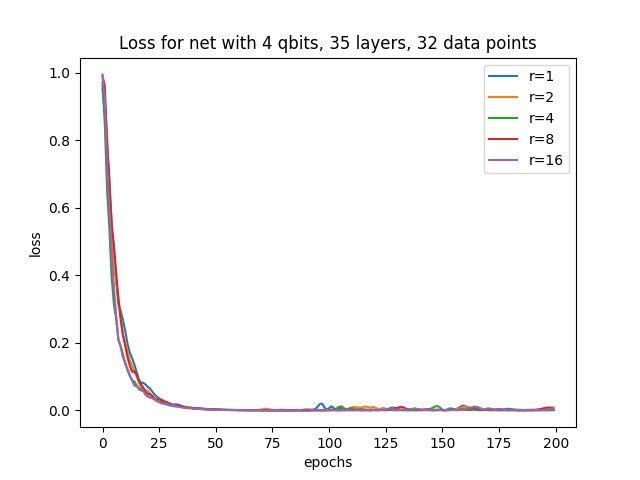 Loss for net with 4 qbits, 35 layers, 32 data points
1.0
0.8
0.6
0.4
0.2
0.0
loss
r=1
r=2
r=4
r=8
r=16
0 25 50 75 100 125 150 175 200
epochs